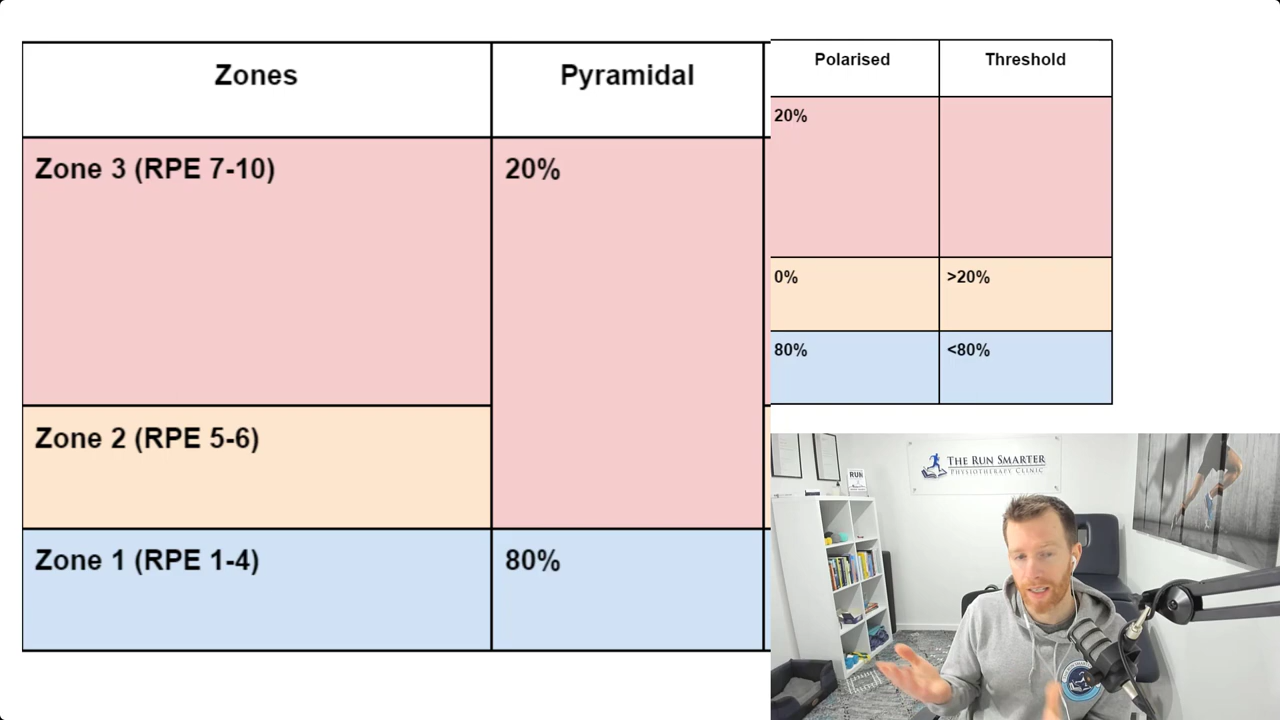 Zones
Pyramidal
Polarised
Threshold
Zone 3 (RPE 7-10)
20%
20%
Zone 2 (RPE 5-6)
0%
>20%
Zone 1 (RPE 1-4)
80%
80%
<80%
THE RUN SMARTER
PHYSIOTHERAPY CLINIC
RUN